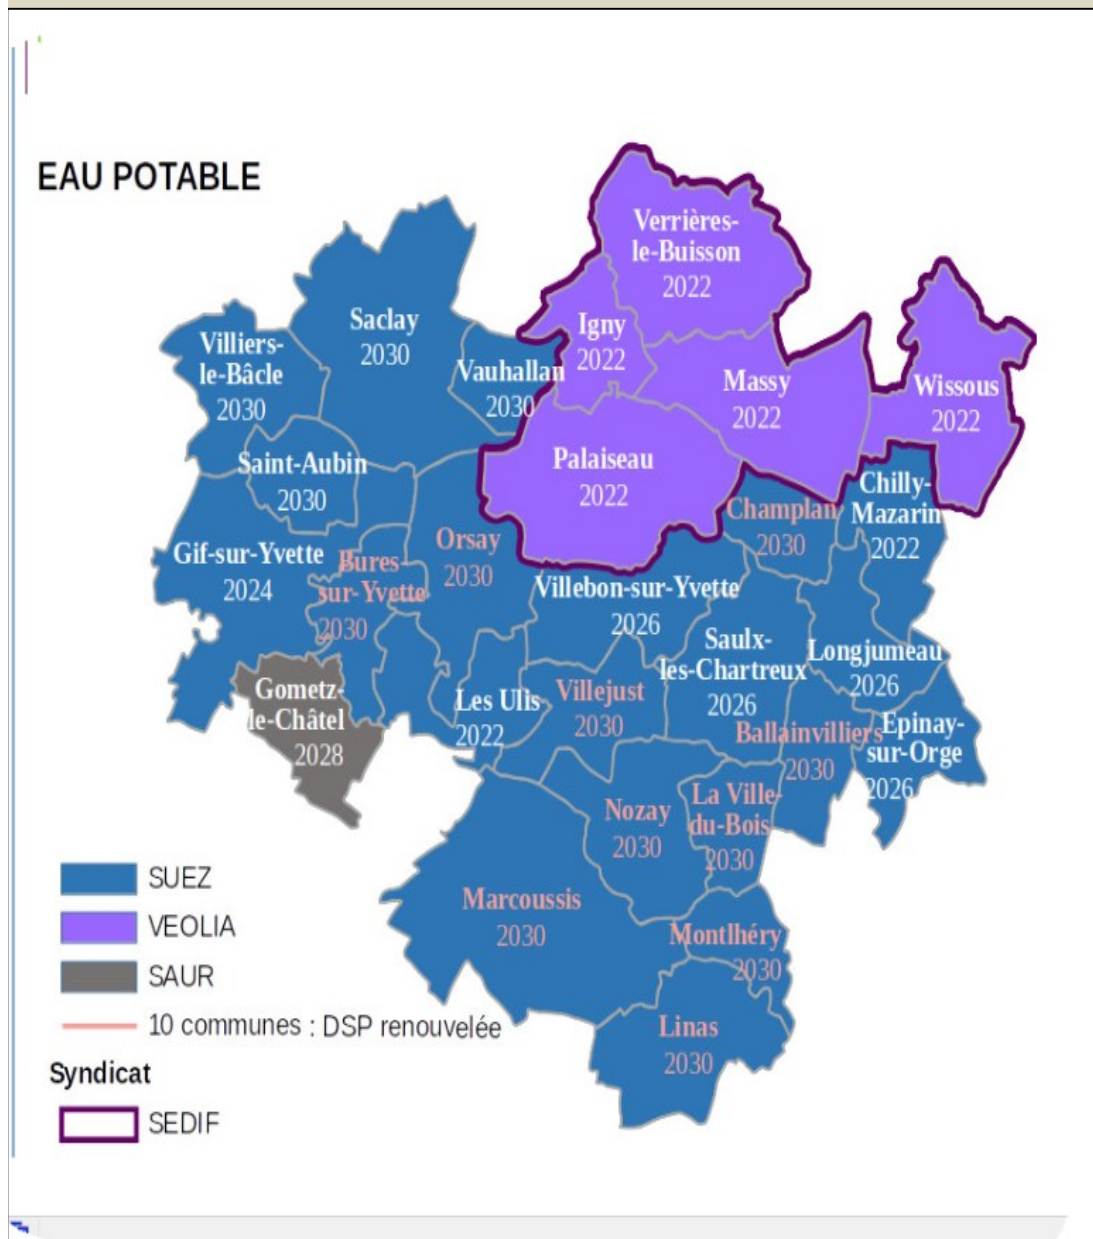 EAU POTABLE
Verrières-
le-Buisson
2022
Igny
2022
Saclay
2030
Villiers-
le-Bâcle
2030
Vauhallan
2030
Massy
2022
Wissous
2022
Palaiseau
2022
Saint-Aubin
2030
Chilly-
Mazarin
2022
Champlan
2030
Orsay
2030
Gif-sur-Yvette
2024
Bures-
sur-Yvette
2030
Villebon-sur-Yvette
2026
Saulx-
les-Chartreux
2026
Longjumeau
2026
Gometz-
le-Châtel
2028
Les Ulis
2022
Villejust
2030
Ballainvilliers
2030
Epinay-
sur-Orge
2026
Nozay
2030
La Ville-
du-Bois
2030
Marcoussis
2030
Montlhéry
2030
Linas
2030
SUEZ
VEOLIA
SAUR
10 communes : DSP renouvelée
Syndicat
SEDIF